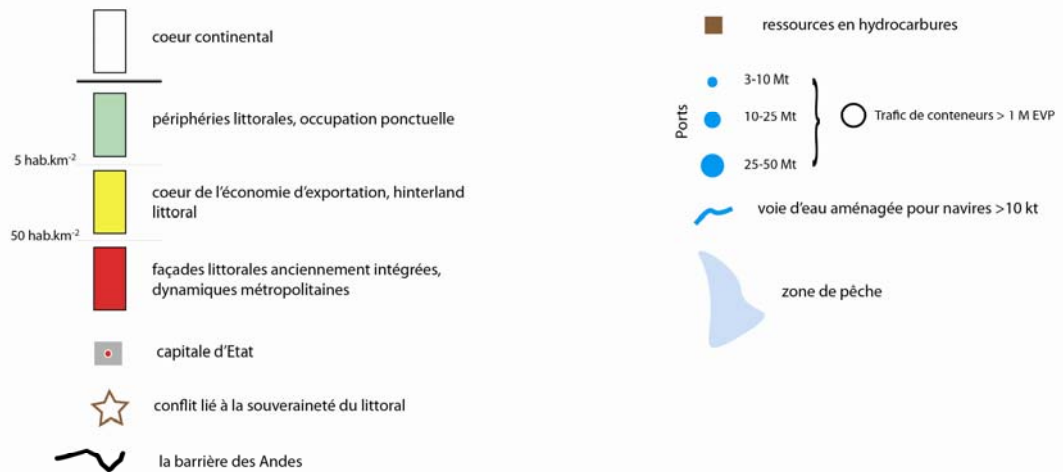 coeur continental
périphéries littorales, occupation ponctuelle
5 hab.km-2
coeur de l'économie d'exportation, hinterland
littoral
50 hab.km-2
façades littorales anciennement intégrées,
dynamiques métropolitaines
capitale d'Etat
conflit lié à la souveraineté du littoral
la barrière des Andes
ressources en hydrocarbures
Ports
3-10 Mt
10-25 Mt
25-50 Mt
Trafic de conteneurs > 1 M EVP
voie d'eau aménagée pour navires >10 kt
zone de pêche